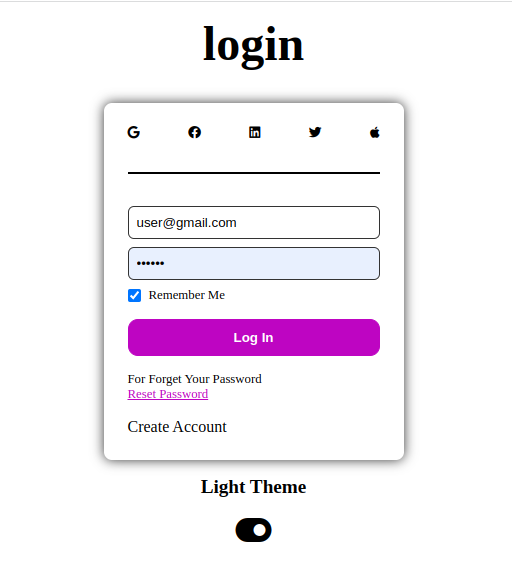 login
user@gmail.com
••••••
Remember Me
Log In
For Forget Your Password
Reset Password
Create Account
Light Theme